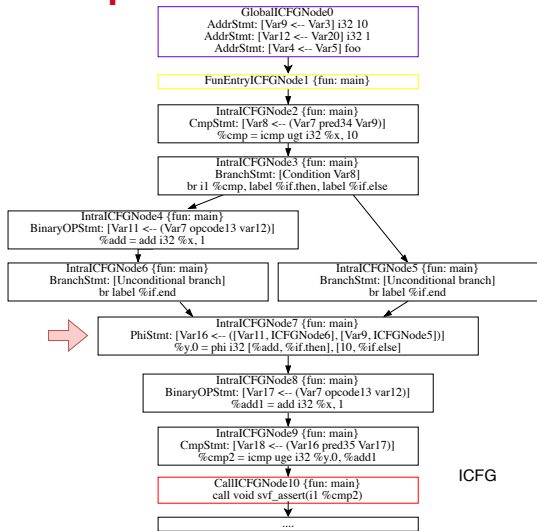 GlobalICFGNode0
AddrStmt: [Var9 <-- Var3] i32 10
AddrStmt: [Var12 <-- Var20] i32 1
AddrStmt: [Var4 <-- Var5] foo
FunEntryICFGNode1 {fun: main}
IntraICFGNode2 {fun: main}
CmpStmt: [Var8 <-- (Var7 pred34 Var9)]
%cmp = icmp ugt i32 %x, 10
IntraICFGNode3 {fun: main}
BranchStmt: [Condition Var8]
br i1 %cmp, label %if.then, label %if.else
IntraICFGNode4 {fun: main}
BinaryOPStmt: [Var11 <-- (Var7 opcode13 var12)]
%add = add i32 %x, 1
IntraICFGNode6 {fun: main}
BranchStmt: [Unconditional branch]
br label %if.end
IntraICFGNode5 {fun: main}
BranchStmt: [Unconditional branch]
br label %if.end
IntraICFGNode7 {fun: main}
PhiStmt: [Var16 <-- ([Var11, ICFGNode6], [Var9, ICFGNode5])]
%y.0 = phi i32 [%add, %if.then], [10, %if.else]
IntraICFGNode8 {fun: main}
BinaryOPStmt: [Var17 <-- (Var7 opcode13 var12)]
%add1 = add i32 %x, 1
IntraICFGNode9 {fun: main}
CmpStmt: [Var18 <-- (Var16 pred35 Var17)]
%cmp2 = icmp uge i32 %y.0, %add1
ICFG
CallICFGNode10 {fun: main}
call void svf_assert(i1 %cmp2)
....